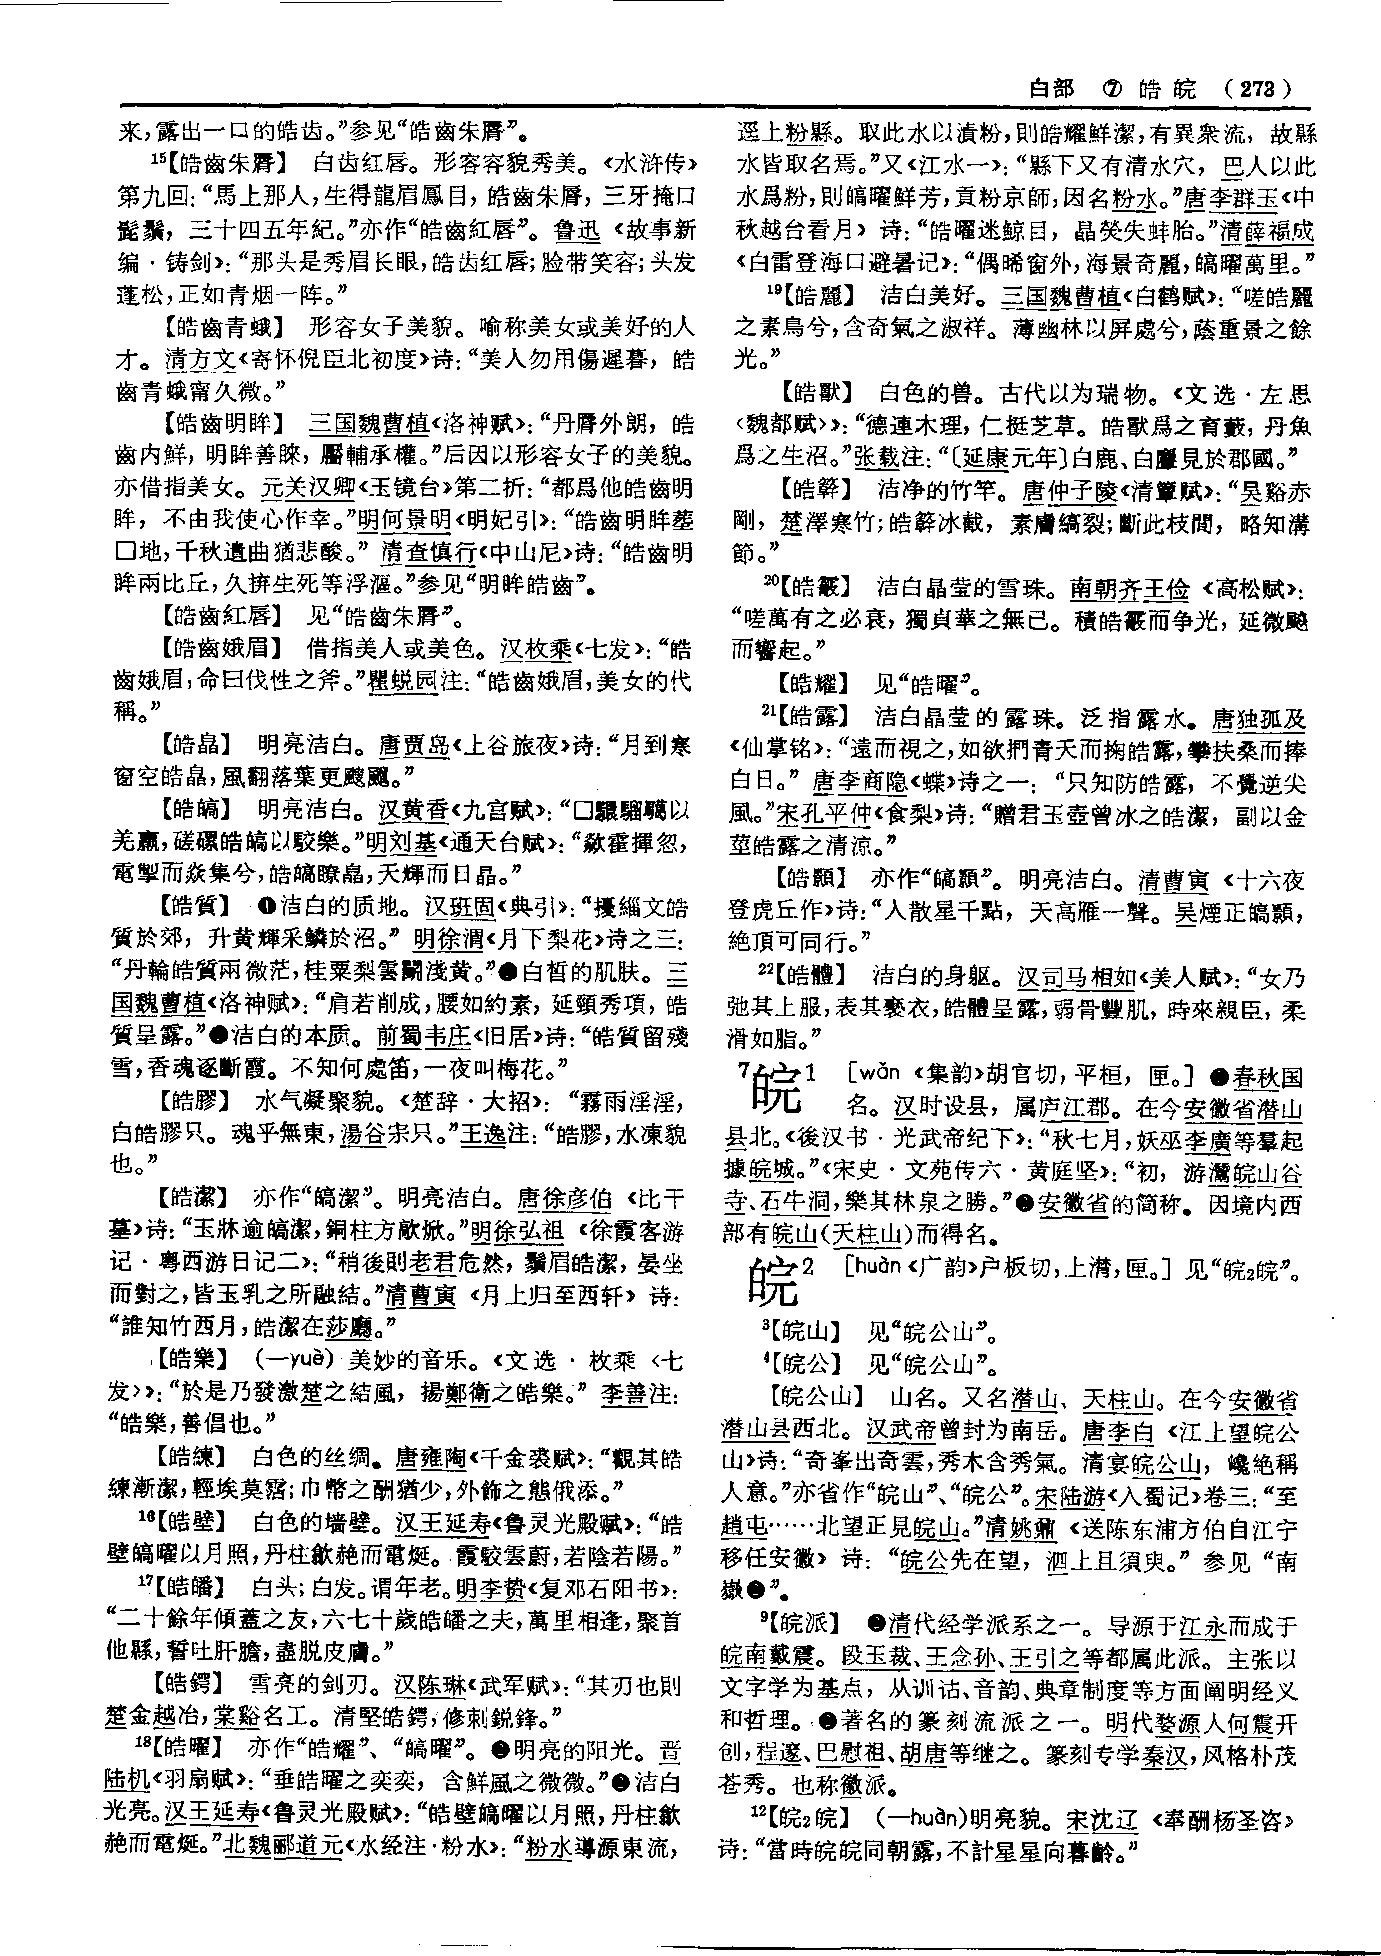 白部 ⑦ 皓 皖 （273）
来，露出一口的皓齿。”参见“皓齒朱脣”。
15【皓齒朱脣】 白齿红唇。形容容貌秀美。《水浒传》
第九回：“馬上那人，生得龍眉鳳目，皓齒朱脣，三牙掩口
髭鬚，三十四五年紀。”亦作“皓齒紅唇”。鲁迅《故事新
编·铸剑》：“那头是秀眉长眼，皓齿红唇；脸带笑容；头发
蓬松，正如青烟一阵。”
【皓齒青蛾】 形容女子美貌。喻称美女或美好的人
才。清方文《寄怀倪臣北初度》诗：“美人勿用傷遲暮，皓
齒青蛾甯久微。”
【皓齒明眸】 三国魏曹植《洛神赋》：“丹脣外朗，皓
齒内鮮，明眸善睞，靨輔承權。”后因以形容女子的美貌。
亦借指美女。元关汉卿《玉镜台》第二折：“都爲他皓齒明
眸，不由我使心作幸。”明何景明《明妃引》：“皓齒明眸塟
□地，千秋遺曲猶悲酸。”清查慎行《中山尼》诗：“皓齒明
眸兩比丘，久拚生死等浮漚。”参见“明眸皓齒”。
【皓齒紅唇】 见“皓齒朱脣”。
【皓齒娥眉】 借指美人或美色。汉枚乘《七发》：“皓
齒娥眉，命曰伐性之斧。”瞿蜕园注：“皓齒娥眉，美女的代
稱。”
【皓皛】 明亮洁白。唐贾岛《上谷旅夜》诗：“月到寒
窗空皓皛，風翻落葉更颼飀。”
【皓皜】 明亮洁白。汉黄香《九宫赋》：“□驖騮驖以
羌羸，磋磥皓皜以駮樂。”明刘基《通天台赋》：“欻霍揮忽，
電掣而焱集兮，皓皜瞭皛，天輝而日晶。”
【皓質】 ❶洁白的质地。汉班固《典引》：“擾緇文皓
質於郊，升黄輝采鱗於沼。”明徐渭《月下梨花》诗之三：
“丹輪皓質兩微茫，桂粟梨雲鬭淺黄。”❷白皙的肌肤。三
国魏曹植《洛神赋》：“肩若削成，腰如約素，延頸秀項，皓
質呈露。”❸洁白的本质。前蜀韦庄《旧居》诗：“皓質留殘
雪，香魂逐斷霞。不知何處笛，一夜叫梅花。”
【皓膠】 水气凝聚貌。《楚辞·大招》：“霧雨淫淫，
白皓膠只。魂乎無東，湯谷宗只。”王逸注：“皓膠，水凍貌
也。”
【皓潔】 亦作“皜潔”。明亮洁白。唐徐彦伯《比干
墓》诗：“玉牀逾皜潔，銅柱方歊焮。”明徐弘祖《徐霞客游
记·粤西游日记二》：“稍後則老君危然，鬚眉皓潔，晏坐
而對之，皆玉乳之所融結。”清曹寅《月上归至西轩》诗：
“誰知竹西月，皓潔在莎廳。”
【皓樂】 （—yuè）美妙的音乐。《文选·枚乘〈七
发〉》：“於是乃發激楚之結風，揚鄭衛之皓樂。”李善注：
“皓樂，善倡也。”
【皓練】 白色的丝绸。唐雍陶《千金裘赋》：“觀其皓
練漸潔，輕埃莫霑；巾幣之酬猶少，外飾之態俄添。”
16【皓壁】 白色的墙壁。汉王延寿《鲁灵光殿赋》：“皓
壁皜曜以月照，丹柱歙赩而電烻。霞駮雲蔚，若陰若陽。”
17【皓皤】 白头；白发。谓年老。明李贽《复邓石阳书》：
“二十餘年傾蓋之友，六七十歲皓皤之夫，萬里相逢，聚首
他縣，誓吐肝膽，盡脱皮膚。”
【皓鍔】 雪亮的剑刃。汉陈琳《武军赋》：“其刃也則
楚金越冶，棠谿名工。清堅皓鍔，修刺鋭鋒。”
18【皓曜】 亦作“皓耀”、“皜曜”。❶明亮的阳光。晋
陆机《羽扇赋》：“垂皓曜之奕奕，含鮮風之微微。”❷洁白
光亮。汉王延寿《鲁灵光殿赋》：“皓壁皜曜以月照，丹柱歙
赩而電烻。”北魏郦道元《水经注·粉水》：“粉水導源東流，
逕上粉縣。取此水以漬粉，則皓耀鮮潔，有異衆流，故縣
水皆取名焉。”又《江水一》：“縣下又有清水穴，巴人以此
水爲粉，則皜曜鮮芳，貢粉京師，因名粉水。”唐李群玉《中
秋越台看月》诗：“皓曜迷鲸目，晶熒失蚌胎。”清薛福成
《白雷登海口避暑记》：“偶晞窗外，海景奇麗，皜曜萬里。”
19【皓麗】 洁白美好。三国魏曹植《白鹤赋》：“嗟皓麗
之素鳥兮，含奇氣之淑祥。薄幽林以屏處兮，蔭重景之餘
光。”
【皓獸】 白色的兽。古代以为瑞物。《文选·左思
〈魏都赋〉》：“德連木理，仁挺芝草。皓獸爲之育藪，丹魚
爲之生沼。”张载注：“〔延康元年〕白鹿、白麞見於郡國。”
【皓簳】 洁净的竹竿。唐仲子陵《清簟赋》：“吴谿赤
剛，楚澤寒竹；皓簳冰截，素膚縞裂；斷此枝間，略知溝
節。”
20【皓霰】 洁白晶莹的雪珠。南朝齐王俭《高松赋》：
“嗟萬有之必衰，獨貞華之無已。積皓霰而争光，延微飈
而響起。”
【皓耀】 见“皓曜”。
21【皓露】 洁白晶莹的露珠。泛指露水。唐独孤及
《仙掌铭》：“遠而視之，如欲捫青天而掬皓露，攀扶桑而捧
白日。”唐李商隐《蝶》诗之一：“只知防皓露，不覺逆尖
風。”宋孔平仲《食梨》诗：“贈君玉壺曾冰之皓潔，副以金
莖皓露之清涼。”
【皓顥】 亦作“皜顥”。明亮洁白。清曹寅《十六夜
登虎丘作》诗：“人散星千點，天高雁一聲。吴煙正皜顥，
絶頂可同行。”
22【皓體】 洁白的身躯。汉司马相如《美人赋》：“女乃
弛其上服，表其褻衣，皓體呈露，弱骨豐肌，時來親臣，柔
滑如脂。”
7皖1 ［wǎn《集韵》胡官切，平桓，匣。］❶春秋国
名。汉时设县，属庐江郡。在今安徽省潜山
县北。《後汉书·光武帝纪下》：“秋七月，妖巫李廣等羣起
據皖城。”《宋史·文苑传六·黄庭坚》：“初，游灊皖山谷
寺、石牛洞，樂其林泉之勝。”❷安徽省的简称。因境内西
部有皖山（天柱山）而得名。
皖2 ［huàn《广韵》户板切，上潸，匣。］见“皖2皖”。
3【皖山】 见“皖公山”。
4【皖公】 见“皖公山”。
【皖公山】 山名。又名潜山、天柱山。在今安徽省
潜山县西北。汉武帝曾封为南岳。唐李白《江上望皖公
山》诗：“奇峯出奇雲，秀木含秀氣。清宴皖公山，巉絶稱
人意。”亦省作“皖山”、“皖公”。宋陆游《入蜀记》卷三：“至
趙屯……北望正見皖山。”清姚鼐《送陈东浦方伯自江宁
移任安徽》诗：“皖公先在望，泗上且須臾。”参见“南
嶽❷”。
9【皖派】 ❶清代经学派系之一。导源于江永而成于
皖南戴震。段玉裁、王念孙、王引之等都属此派。主张以
文字学为基点，从训诂、音韵、典章制度等方面阐明经义
和哲理。❷著名的篆刻流派之一。明代婺源人何震开
创，程邃、巴慰祖、胡唐等继之。篆刻专学秦汉，风格朴茂
苍秀。也称徽派。
12【皖2皖】 （—huǎn）明亮貌。宋沈辽《奉酬杨圣咨》
诗：“當時皖皖同朝露，不計星星向暮齡。”